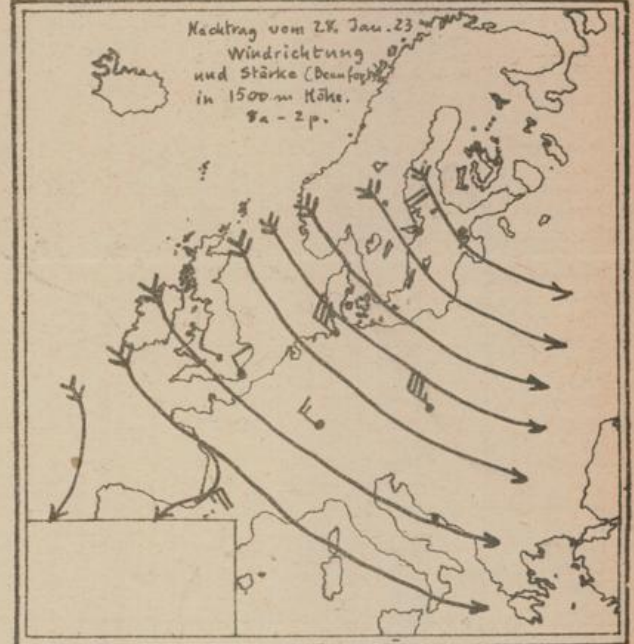 Nachtrag vom 28. Jan. 23
Windrichtung
und Stärke (Beaufort)
in 1500 m Höhe.
8a - 2p.